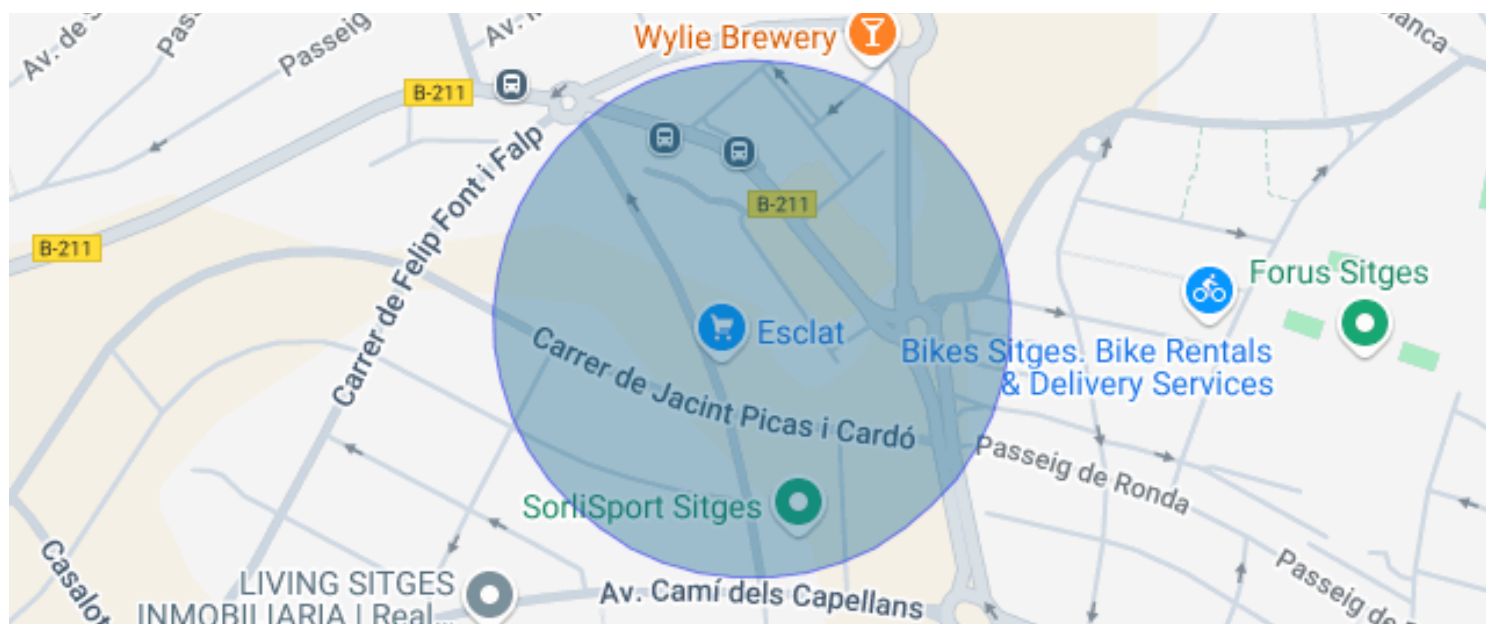 Av. de S
Pas
Passeig
Av. I
Wylie Brewery
anca
B-211
Carrer de Felip Font i Falp
B-211
B-211
Forus Sitges
Esclat
Bikes Sitges. Bike Rentals
& Delivery Services
Carrer de Jacint Picas i Cardó
Passeig de Ronda
SorliSport Sitges
Passeig de
Casalot
LIVING SITGES
INMOBILIARIA | Real...
Av. Camí dels Capellans